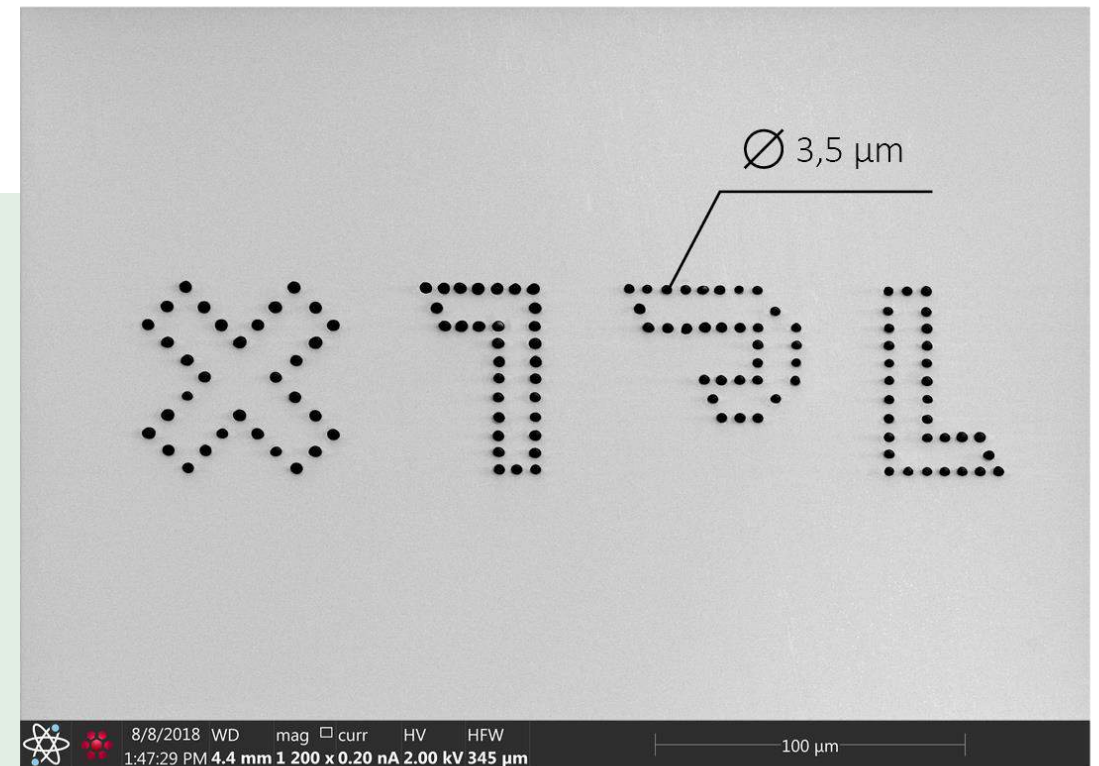 Ø 3,5 µm
XTPL
8/8/2018 WD mag curr HV HFW
1:47:29 PM 4.4 mm 1 200 x 0.20 nA 2.00 kV 345 µm
100 µm